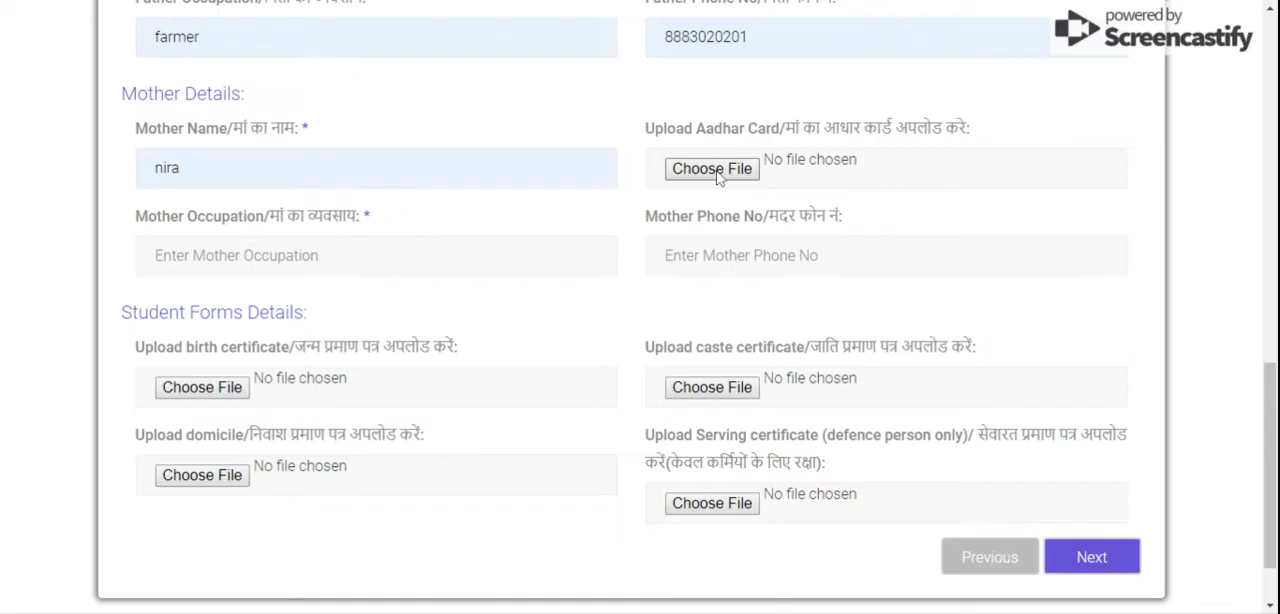 powered by
Screencastify
farmer
8883020201
Mother Details:
Mother Name/मां का नाम: *
Upload Aadhar Card/मां का आधार कार्ड अपलोड करे:
nira
Choose File No file chosen
Mother Occupation/मां का व्यवसाय: *
Mother Phone No/मदर फोन नं:
Enter Mother Occupation
Enter Mother Phone No
Student Forms Details:
Upload birth certificate/जन्म प्रमाण पत्र अपलोड करें:
Upload caste certificate/जाति प्रमाण पत्र अपलोड करें:
Choose File No file chosen
Choose File No file chosen
Upload domicile/निवाश प्रमाण पत्र अपलोड करें:
Upload Serving certificate (defence person only)/ सेवारत प्रमाण पत्र अपलोड
करें(केवल कर्मियों के लिए रक्षा):
Choose File No file chosen
Choose File No file chosen
Previous
Next